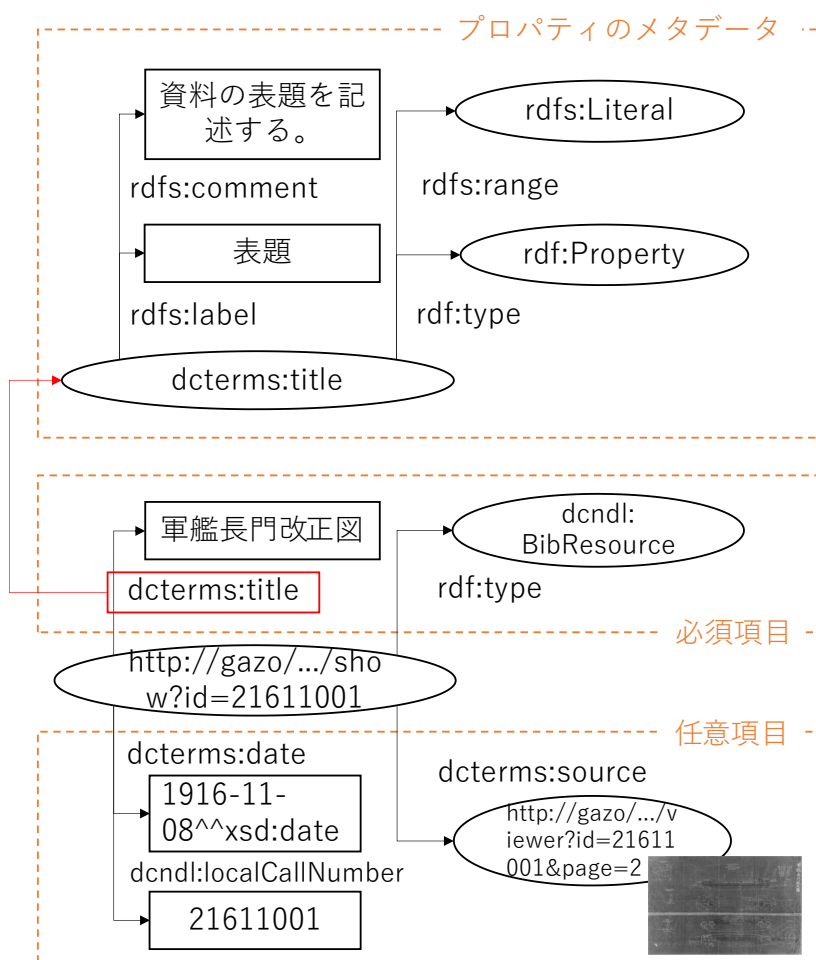 プロパティのメタデータ
資料の表題を記
述する。
rdfs:Literal
rdfs:comment
rdfs:range
表題
rdf:Property
rdfs:label
rdf:type
dcterms:title
軍艦長門改正図
dcndl:
BibResource
dcterms:title
rdf:type
必須項目
http://gazo/.../sho
w?id=21611001
任意項目
dcterms:date
dcterms:source
1916-11-
08^^xsd:date
http://gazo/.../v
iewer?id=21611
001&page=2
dcndl:localCallNumber
21611001